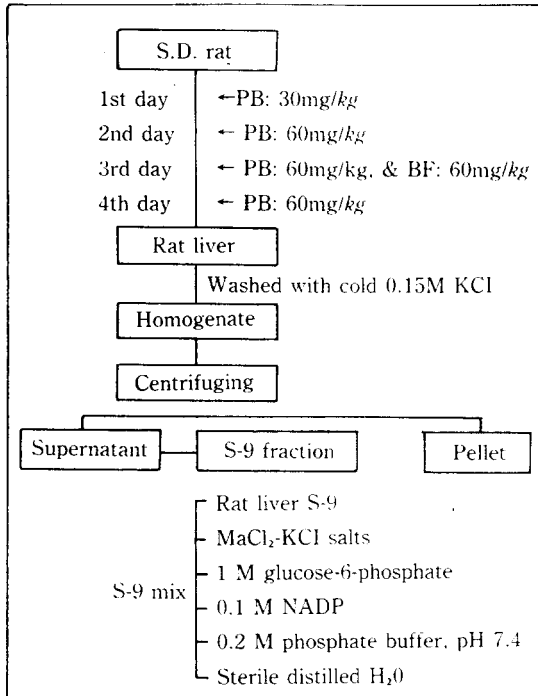 S.D. rat
1st day ←PB: 30mg/kg
2nd day ← PB: 60mg/kg
3rd day ← PB: 60mg/kg, & BF: 60mg/kg
4th day ← PB: 60mg/kg
Rat liver
Washed with cold 0.15M KCI
Homogenate
Centrifuging
Supernatant S-9 fraction Pellet
Rat liver S-9
MaCl₂-KCI salts
1 M glucose-6-phosphate
S-9 mix 0.1 M NADP
0.2 M phosphate buffer, pH 7.4
Sterile distilled H₂0